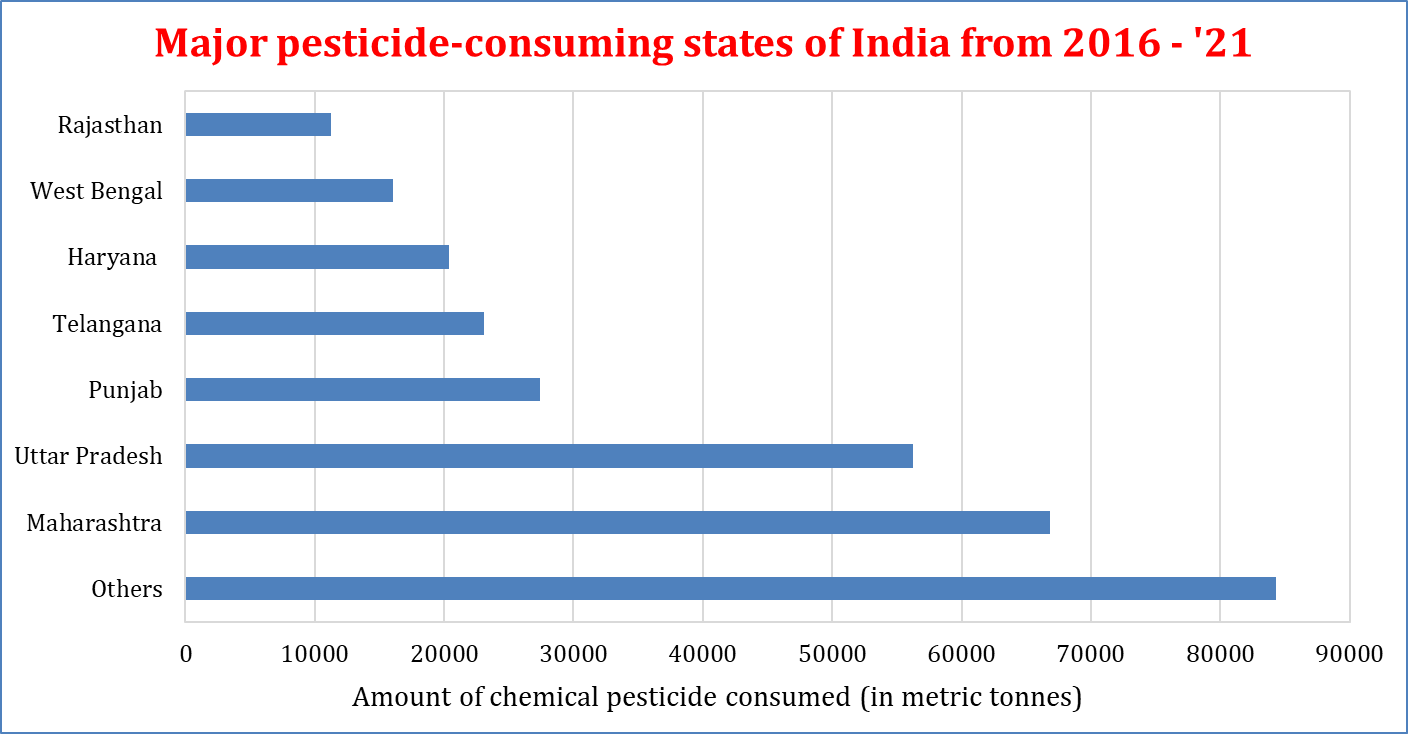 Major pesticide-consuming states of India from 2016 - '21
Rajasthan
West Bengal
Haryana
Telangana
Punjab
Uttar Pradesh
Maharashtra
Others
0 10000 20000 30000 40000 50000 60000 70000 80000 90000
Amount of chemical pesticide consumed (in metric tonnes)